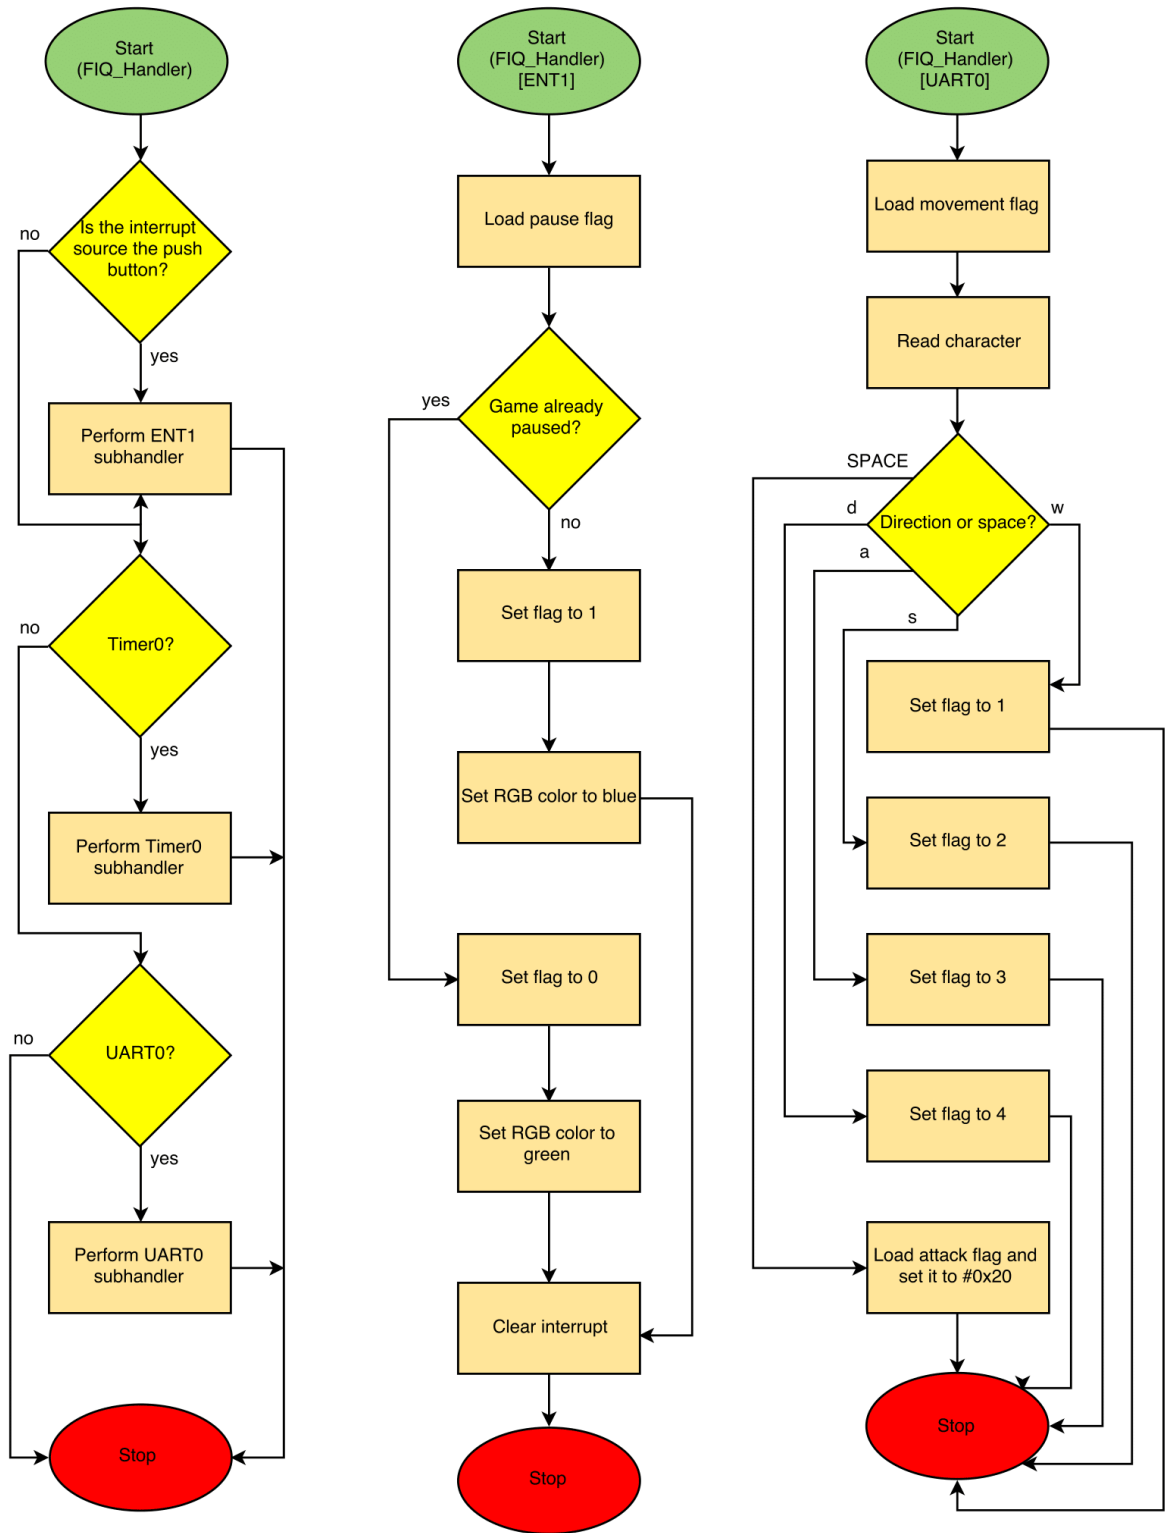 Start
(FIQ_Handler)
Is the interrupt
source the push
button?
no
yes
Perform ENT1
subhandler
Timer0?
no
yes
Perform Timer0
subhandler
UART0?
no
yes
Perform UART0
subhandler
Stop
Start
(FIQ_Handler)
[ENT1]
Load pause flag
Game already
paused?
yes
no
Set flag to 1
Set RGB color to blue
Set flag to 0
Set RGB color to
green
Clear interrupt
Stop
Start
(FIQ_Handler)
[UART0]
Load movement flag
Read character
SPACE
d
Direction or space?
w
a
s
Set flag to 1
Set flag to 2
Set flag to 3
Set flag to 4
Load attack flag and
set it to #0x20
Stop